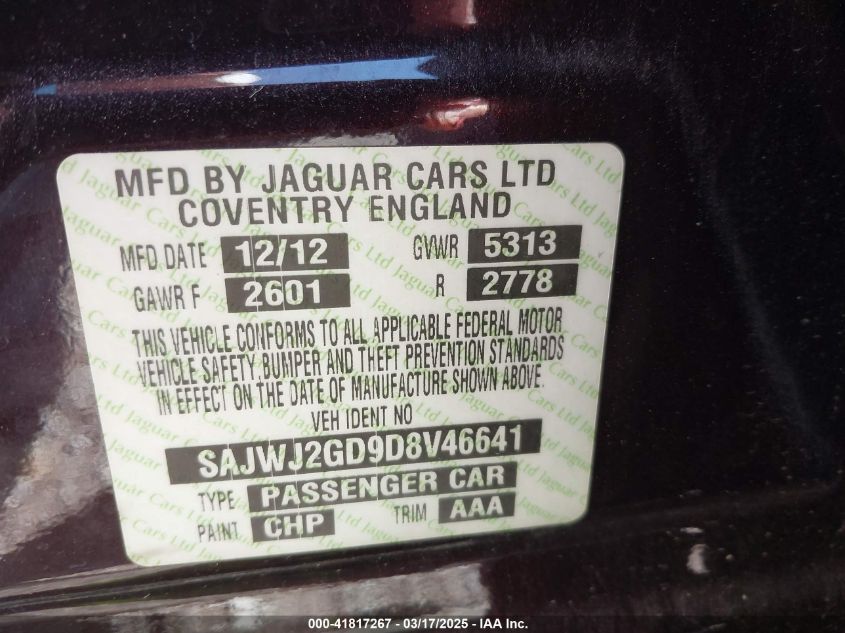 MFD BY JAGUAR CARS LTD
COVENTRY ENGLAND
MFD DATE 12/12 GVWR 5313
GAWR F 2601 R 2778
THIS VEHICLE CONFORMS TO ALL APPLICABLE FEDERAL MOTOR
VEHICLE SAFETY, BUMPER AND THEFT PREVENTION STANDARDS
IN EFFECT ON THE DATE OF MANUFACTURE SHOWN ABOVE.
VEH IDENT NO
SAJWJ2GD9D8V46641
TYPE PASSENGER CAR
PAINT CHP TRIM AAA
000-41817267 - 03/17/2025 - IAA Inc.